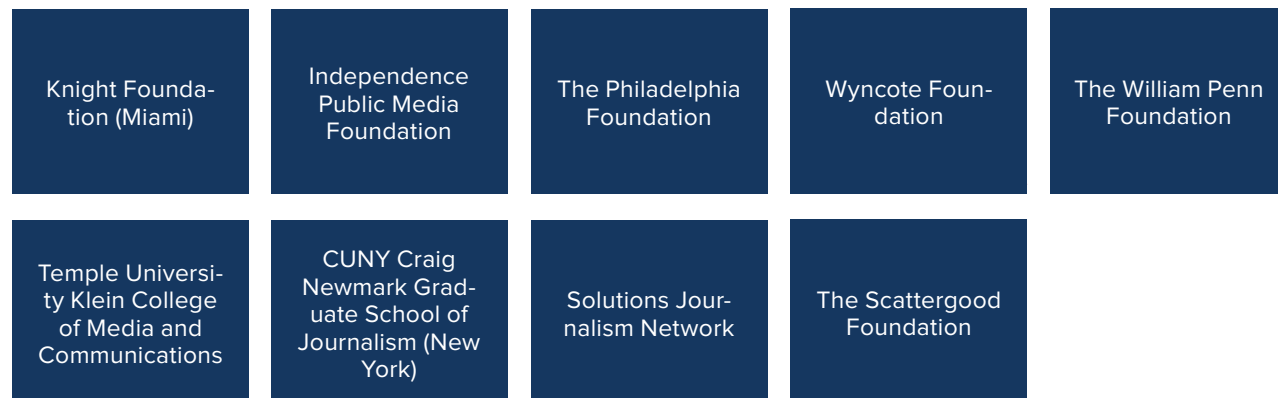 Knight Founda-
tion (Miami)
Independence
Public Media
Foundation
The Philadelphia
Foundation
Wyncote Foun-
dation
The William Penn
Foundation
Temple Universi-
ty Klein College
of Media and
Communications
CUNY Craig
Newmark Grad-
uate School of
Journalism (New
York)
Solutions Jour-
nalism Network
The Scattergood
Foundation